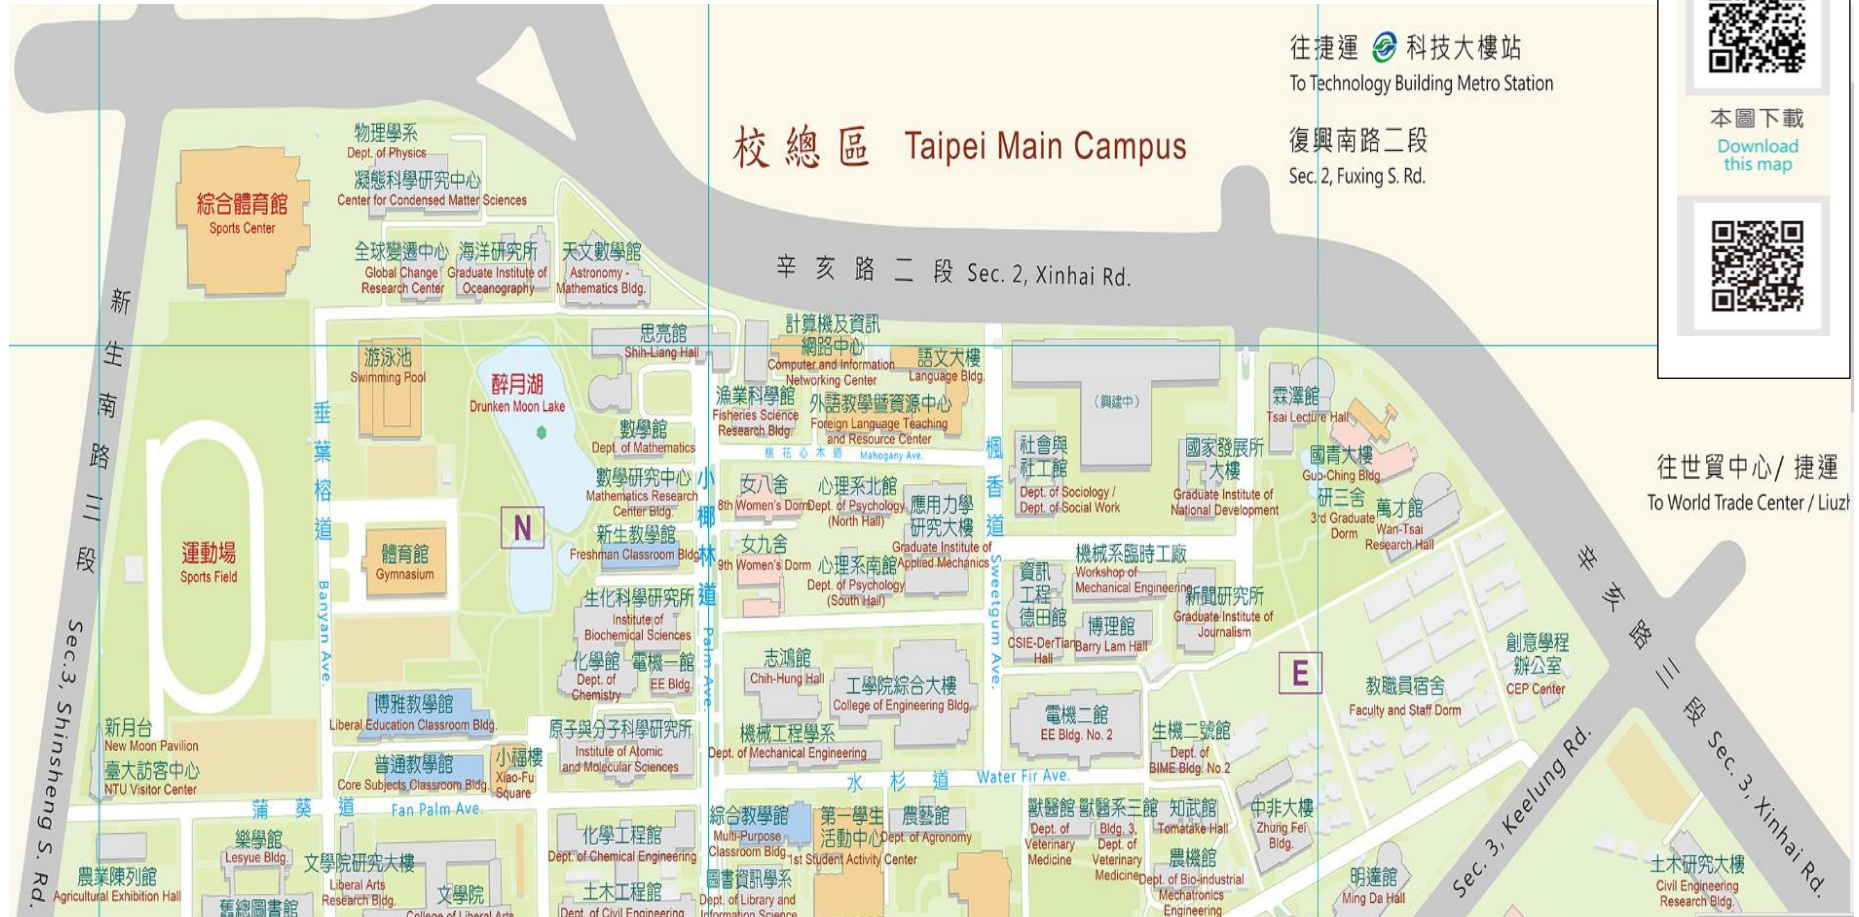 往捷運 科技大樓站
To Technology Building Metro Station
復興南路二段
Sec. 2, Fuxing S. Rd.
本圖下載
Download
this map
校總區 Taipei Main Campus
物理學系
Dept. of Physics
凝態科學研究中心
Center for Condensed Matter Sciences
綜合體育館
Sports Center
全球變遷中心
Global Change
Research Center
海洋研究所
Graduate Institute of
Oceanography
天文數學館
Astronomy -
Mathematics Bldg.
辛亥路二段 Sec. 2, Xinhai Rd.
新生南路三段 Sec.3, Shinsheng S. Rd.
思亮館
Shih-Liang Hall
計算機及資訊
網路中心
Computer and Information
Networking Center
語文大樓
Language Bldg.
游泳池
Swimming Pool
醉月湖
Drunken Moon Lake
漁業科學館
Fisheries Science
Research Bldg.
外語教學暨資源中心
Foreign Language Teaching
and Resource Center
(興建中)
霖澤館
Tsai Lecture Hall
垂葉榕道
Banyan Ave.
數學館
Dept. of Mathematics
桃花心木道 Mahogany Ave.
楓香道
Sweetgum Ave.
社會與
社工館
Dept. of Sociology /
Dept. of Social Work
國家發展所
大樓
Graduate Institute of
National Development
國青大樓
Guo-Ching Bldg.
往世貿中心/ 捷運
To World Trade Center /
數學研究中心
Mathematics Research
Center Bldg.
小椰林道
Palm Ave.
女八舍
8th Women's Dorm
心理系北館
Dept. of Psychology
(North Hall)
應用力學
研究大樓
Graduate Institute of
Applied Mechanics
研三舍
3rd Graduate
Dorm
萬才館
Wan-Tsai
Research Hall
N
新生教學館
Freshman Classroom Bldg.
女九舍
9th Women's Dorm
心理系南館
Dept. of Psychology
(South Hall)
機械系臨時工廠
Workshop of
Mechanical Engineering
運動場
Sports Field
體育館
Gymnasium
資訊
工程
德田館
CSIE-DerTian
Hall
博理館
Barry Lam Hall
新聞研究所
Graduate Institute of
Journalism
辛亥路三段 Sec. 3, Xinhai Rd.
生化科學研究所
Institute of
Biochemical Sciences
化學館
Dept. of
Chemistry
電機一館
EE Bldg.
志鴻館
Chih-Hung Hall
工學院綜合大樓
College of Engineering Bldg.
E
創意學程
辦公室
CEP Center
教職員宿舍
Faculty and Staff Dorm
博雅教學館
Liberal Education Classroom Bldg.
原子與分子科學研究所
Institute of Atomic
and Molecular Sciences
機械工程學系
Dept. of Mechanical Engineering
電機二館
EE Bldg. No. 2
生機二號館
Dept. of
BIME Bldg. No.2
新月台
New Moon Pavilion
臺大訪客中心
NTU Visitor Center
普通教學館
Core Subjects Classroom Bldg.
小福樓
Xiao-Fu
Square
水杉道 Water Fir Ave.
蒲葵道 Fan Palm Ave.
Sec. 3, Keelung Rd.
綜合教學館
Multi-Purpose
Classroom Bldg.
第一學生
活動中心
1st Student Activity Center
農藝館
Dept. of Agronomy
獸醫館
Dept. of
Veterinary
Medicine
獸醫系三館
Bldg. 3,
Dept. of
Veterinary
Medicine
知武館
Tomatake Hall
中非大樓
Zhung Fei
Bldg.
樂學館
Lesyue Bldg.
文學院研究大樓
Liberal Arts
Research Bldg.
化學工程館
Dept. of Chemical Engineering
農機館
Dept. of Bio-industrial
Mechatronics
Engineering
土木研究大樓
Civil Engineering
Research Bldg.
農業陳列館
Agricultural Exhibition Hall
舊總圖書館
文學院
College of Liberal Arts
土木工程館
Dept. of Civil Engineering
圖書資訊學系
Dept. of Library and
Information Science
明達館
Ming Da Hall